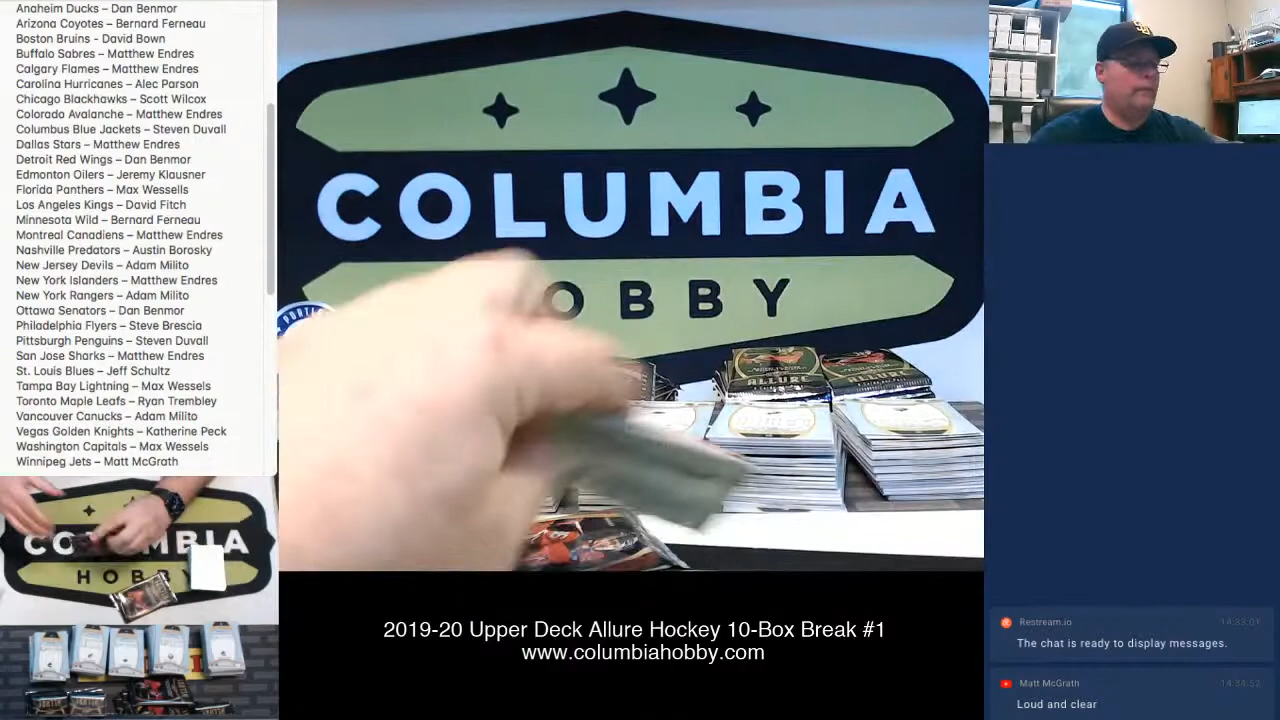 Anaheim Ducks – Dan Benmor
Arizona Coyotes – Bernard Ferneau
Boston Bruins - David Bown
Buffalo Sabres – Matthew Endres
Calgary Flames – Matthew Endres
Carolina Hurricanes – Alec Parson
Chicago Blackhawks – Scott Wilcox
Colorado Avalanche – Matthew Endres
Columbus Blue Jackets – Steven Duvall
Dallas Stars – Matthew Endres
Detroit Red Wings – Dan Benmor
Edmonton Oilers – Jeremy Klausner
Florida Panthers – Max Wessells
Los Angeles Kings – David Fitch
Minnesota Wild – Bernard Ferneau
Montreal Canadiens – Matthew Endres
Nashville Predators – Austin Borosky
New Jersey Devils – Adam Milito
New York Islanders – Matthew Endres
New York Rangers – Adam Milito
Ottawa Senators – Dan Benmor
Philadelphia Flyers – Steve Brescia
Pittsburgh Penguins – Steven Duvall
San Jose Sharks – Matthew Endres
St. Louis Blues – Jeff Schultz
Tampa Bay Lightning – Max Wessels
Toronto Maple Leafs – Ryan Trembley
Vancouver Canucks – Adam Milito
Vegas Golden Knights – Katherine Peck
Washington Capitals – Max Wessels
Winnipeg Jets – Matt McGrath
COLUMBIA
OBBY
PORTL
ALLURE
COLUMBIA
HOBBY
2019-20 Upper Deck Allure Hockey 10-Box Break #1
www.columbiahobby.com
Restream.io 14:33:01
The chat is ready to display messages.
Matt McGrath 14:34:52
Loud and clear